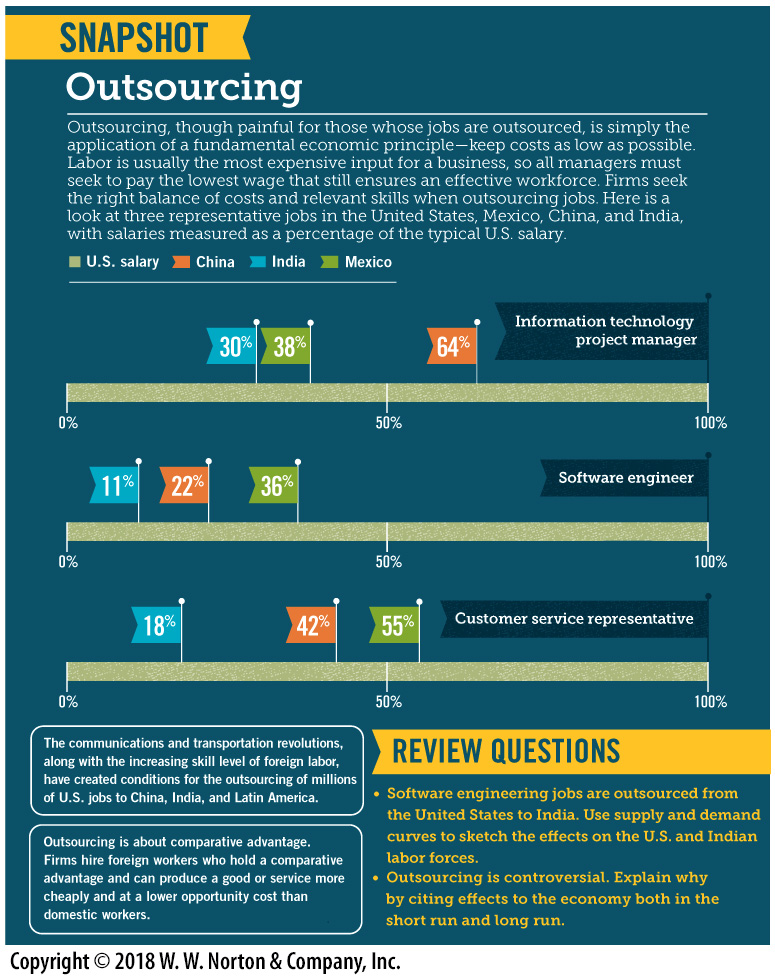 SNAPSHOT
Outsourcing
Outsourcing, though painful for those whose jobs are outsourced, is simply the
application of a fundamental economic principle—keep costs as low as possible.
Labor is usually the most expensive input for a business, so all managers must
seek to pay the lowest wage that still ensures an effective workforce. Firms seek
the right balance of costs and relevant skills when outsourcing jobs. Here is a
look at three representative jobs in the United States, Mexico, China, and India,
with salaries measured as a percentage of the typical U.S. salary.
U.S. salary China India Mexico
Information technology
project manager
30% 38% 64%
0% 50% 100%
Software engineer
11% 22% 36%
0% 50% 100%
Customer service representative
18% 42% 55%
0% 50% 100%
The communications and transportation revolutions,
along with the increasing skill level of foreign labor,
have created conditions for the outsourcing of millions
of U.S. jobs to China, India, and Latin America.
Outsourcing is about comparative advantage.
Firms hire foreign workers who hold a comparative
advantage and can produce a good or service more
cheaply and at a lower opportunity cost than
domestic workers.
REVIEW QUESTIONS
• Software engineering jobs are outsourced from
the United States to India. Use supply and demand
curves to sketch the effects on the U.S. and Indian
labor forces.
• Outsourcing is controversial. Explain why
by citing effects to the economy both in the
short run and long run.
Copyright © 2018 W. W. Norton & Company, Inc.